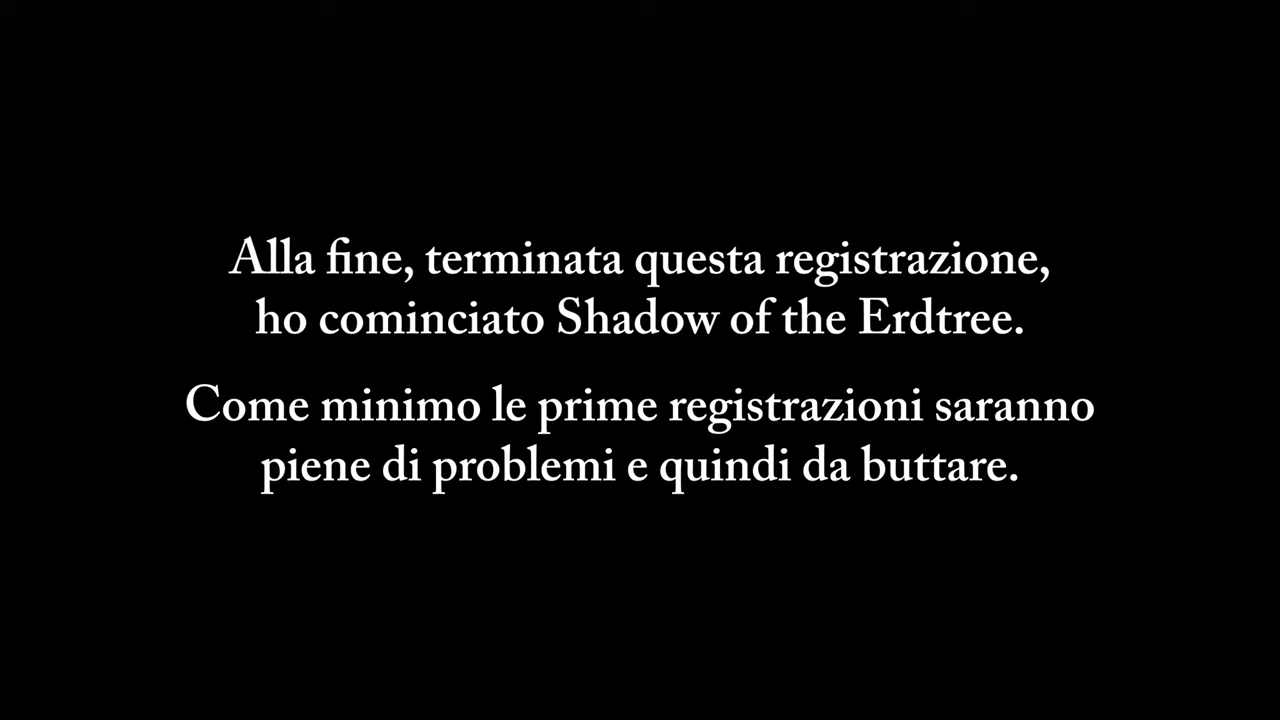 Alla fine, terminata questa registrazione,
ho cominciato Shadow of the Erdtree.
Come minimo le prime registrazioni saranno
piene di problemi e quindi da buttare.